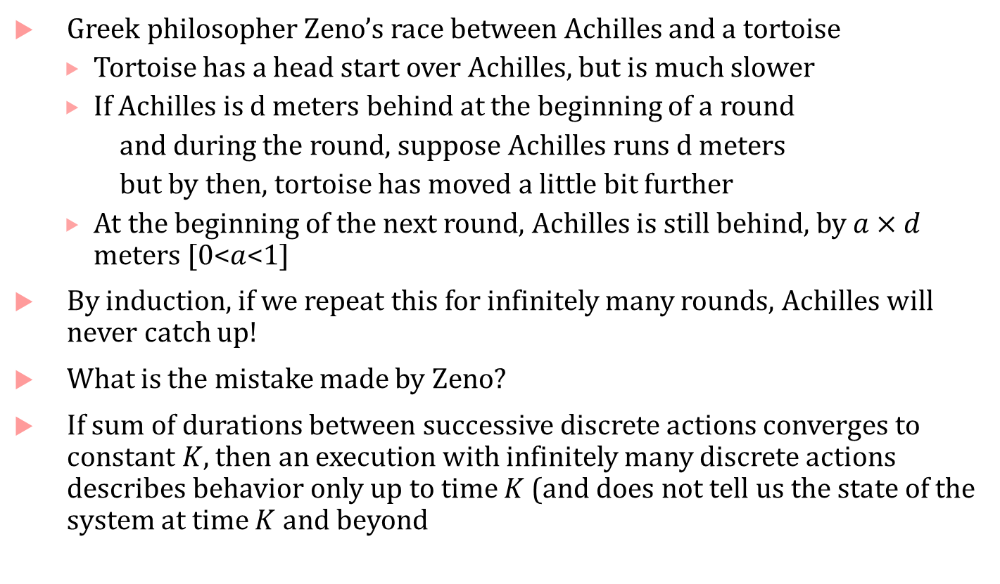 Greek philosopher Zeno’s race between Achilles and a tortoise
Tortoise has a head start over Achilles, but is much slower
If Achilles is d meters behind at the beginning of a round
and during the round, suppose Achilles runs d meters
but by then, tortoise has moved a little bit further
At the beginning of the next round, Achilles is still behind, by a × d
meters [0<a<1]
By induction, if we repeat this for infinitely many rounds, Achilles will
never catch up!
What is the mistake made by Zeno?
If sum of durations between successive discrete actions converges to
constant K, then an execution with infinitely many discrete actions
describes behavior only up to time K (and does not tell us the state of the
system at time K and beyond